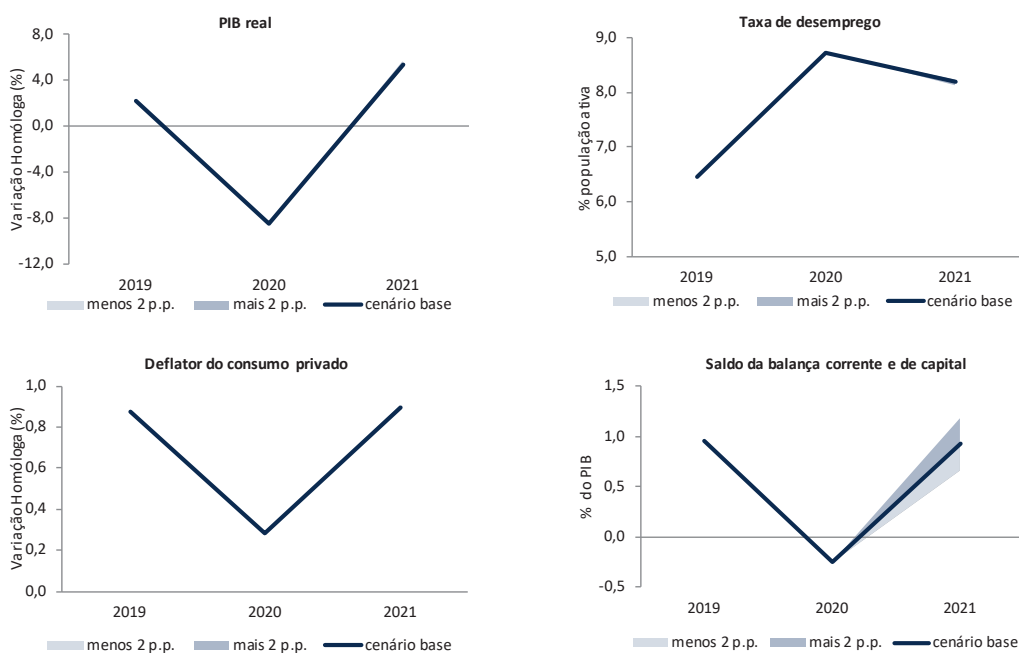 PIB real
Variação Homóloga (%)
8,0
4,0
0,0
-4,0
-8,0
-12,0
2019 2020 2021
menos 2 p.p. mais 2 p.p. cenário base
Taxa de desemprego
% população ativa
9,0
8,0
7,0
6,0
5,0
2019 2020 2021
menos 2 p.p. mais 2 p.p. cenário base
Deflator do consumo privado
Variação Homóloga (%)
1,0
0,8
0,6
0,4
0,2
0,0
2019 2020 2021
menos 2 p.p. mais 2 p.p. cenário base
Saldo da balança corrente e de capital
% do PIB
1,5
1,0
0,5
0,0
-0,5
2019 2020 2021
menos 2 p.p. mais 2 p.p. cenário base